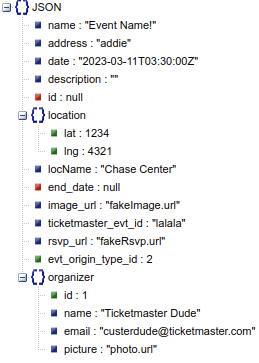 {} JSON
name : "Event Name!"
address : "addie"
date : "2023-03-11T03:30:00Z"
description : ""
id : null
{} location
lat : 1234
lng : 4321
locName : "Chase Center"
end_date : null
image_url : "fakeImage.url"
ticketmaster_evt_id : "lalala"
rsvp_url : "fakeRsvp.url"
evt_origin_type_id : 2
{} organizer
id : 1
name : "Ticketmaster Dude"
email : "custerdude@ticketmaster.com"
picture : "photo.url"